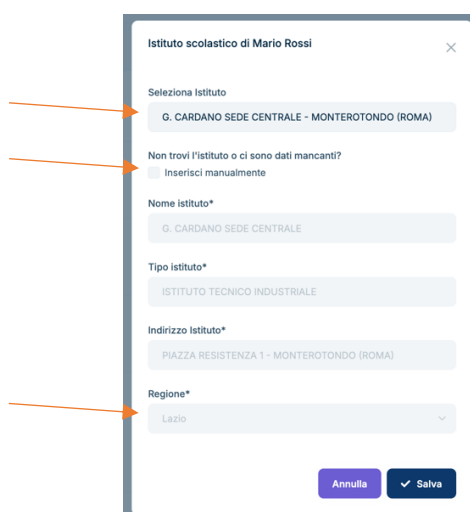 Istituto scolastico di Mario Rossi
Seleziona Istituto
G. CARDANO SEDE CENTRALE - MONTEROTONDO (ROMA)
Non trovi l'istituto o ci sono dati mancanti?
Inserisci manualmente
Nome istituto*
G. CARDANO SEDE CENTRALE
Tipo istituto*
ISTITUTO TECNICO INDUSTRIALE
Indirizzo Istituto*
PIAZZA RESISTENZA 1 - MONTEROTONDO (ROMA)
Regione*
Lazio
Annulla
Salva